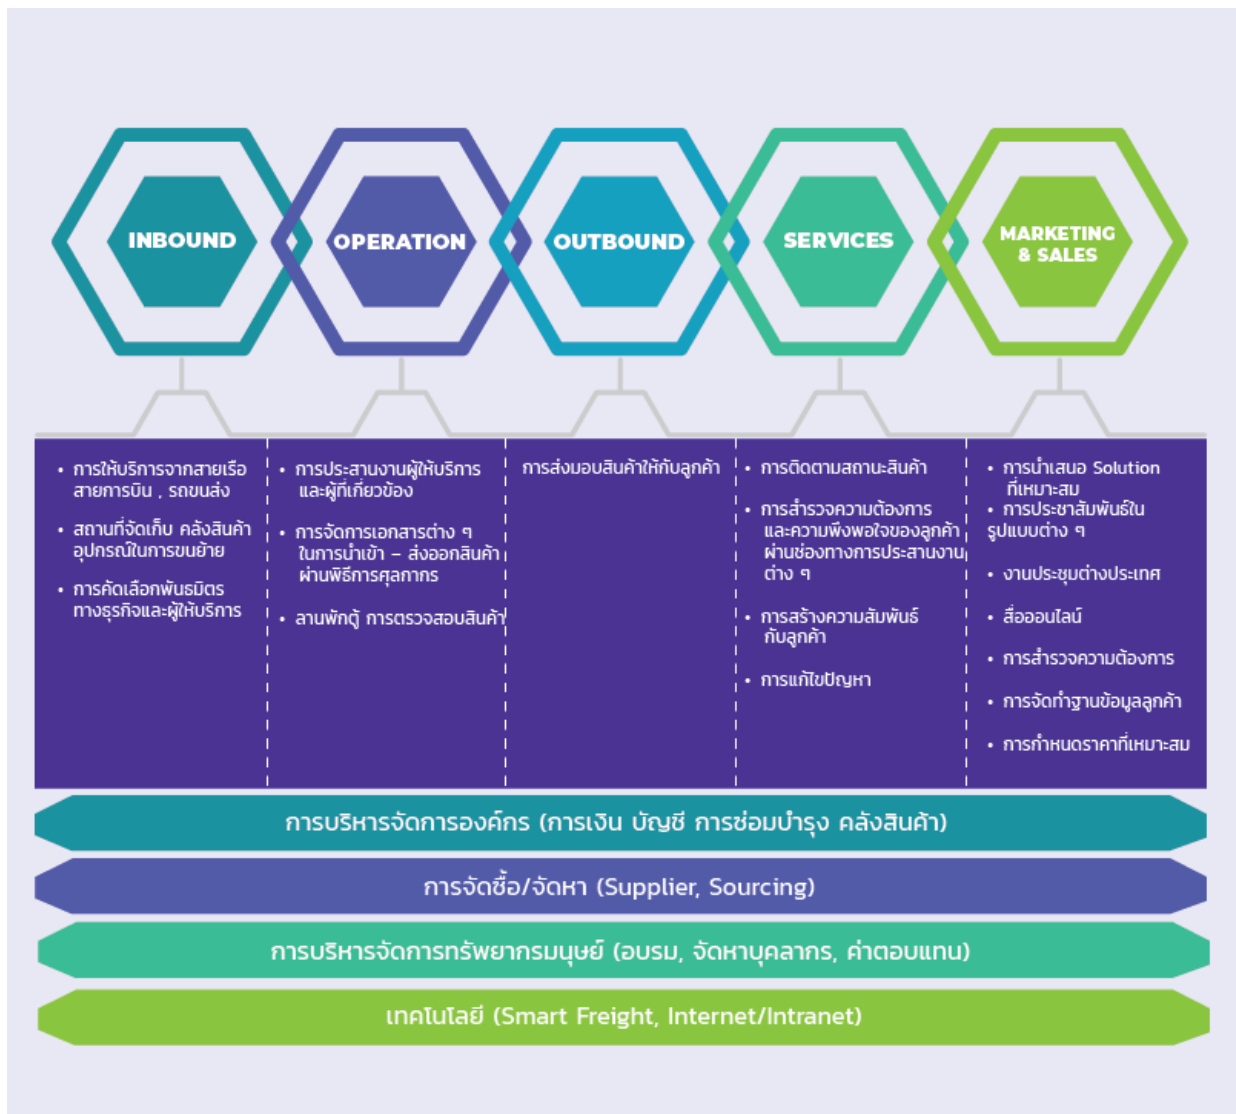 INBOUND
OPERATION
OUTBOUND
SERVICES
MARKETING
& SALES
• การให้บริการจากสายเรือ
สายการบิน , รถขนส่ง
• สถานที่จัดเก็บ คลังสินค้า
อุปกรณ์ในการขนย้าย
• การคัดเลือกพันธมิตร
ทางธุรกิจและผู้ให้บริการ
• การประสานงานผู้ให้บริการ
และผู้ที่เกี่ยวข้อง
• การจัดการเอกสารต่าง ๆ
ในการนำเข้า – ส่งออกสินค้า
ผ่านพิธีการศุลกากร
• ลานพักตู้ การตรวจสอบสินค้า
การส่งมอบสินค้าให้กับลูกค้า
• การติดตามสถานะสินค้า
• การสำรวจความต้องการ
และความพึงพอใจของลูกค้า
ผ่านช่องทางการประสานงาน
ต่าง ๆ
• การสร้างความสัมพันธ์
กับลูกค้า
• การแก้ไขปัญหา
• การนำเสนอ Solution
ที่เหมาะสม
• การประชาสัมพันธ์ใน
รูปแบบต่าง ๆ
• งานประชุมต่างประเทศ
• สื่อออนไลน์
• การสำรวจความต้องการ
• การจัดทำฐานข้อมูลลูกค้า
• การกำหนดราคาที่เหมาะสม
การบริหารจัดการองค์กร (การเงิน บัญชี การซ่อมบำรุง คลังสินค้า)
การจัดซื้อ/จัดหา (Supplier, Sourcing)
การบริหารจัดการทรัพยากรมนุษย์ (อบรม, จัดหาบุคลากร, ค่าตอบแทน)
เทคโนโลยี (Smart Freight, Internet/Intranet)